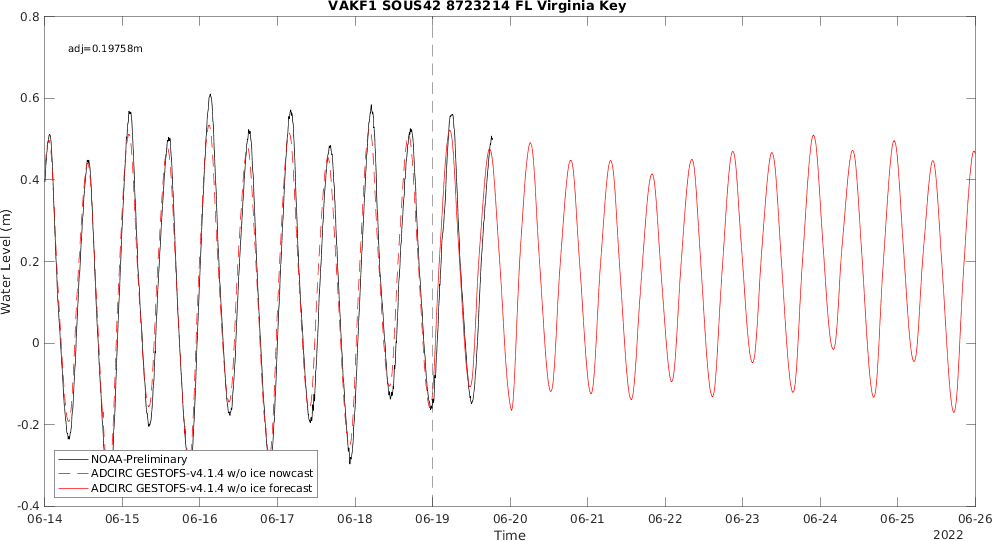 VAKF1 SOUS42 8723214 FL Virginia Key
adj=0.19758m
0.8
0.6
0.4
0.2
0
-0.2
-0.4
Water Level (m)
NOAA-Preliminary
ADCIRC GESTOFS-v4.1.4 w/o ice nowcast
ADCIRC GESTOFS-v4.1.4 w/o ice forecast
06-14 06-15 06-16 06-17 06-18 06-19 06-20 06-21 06-22 06-23 06-24 06-25 06-26
Time
2022